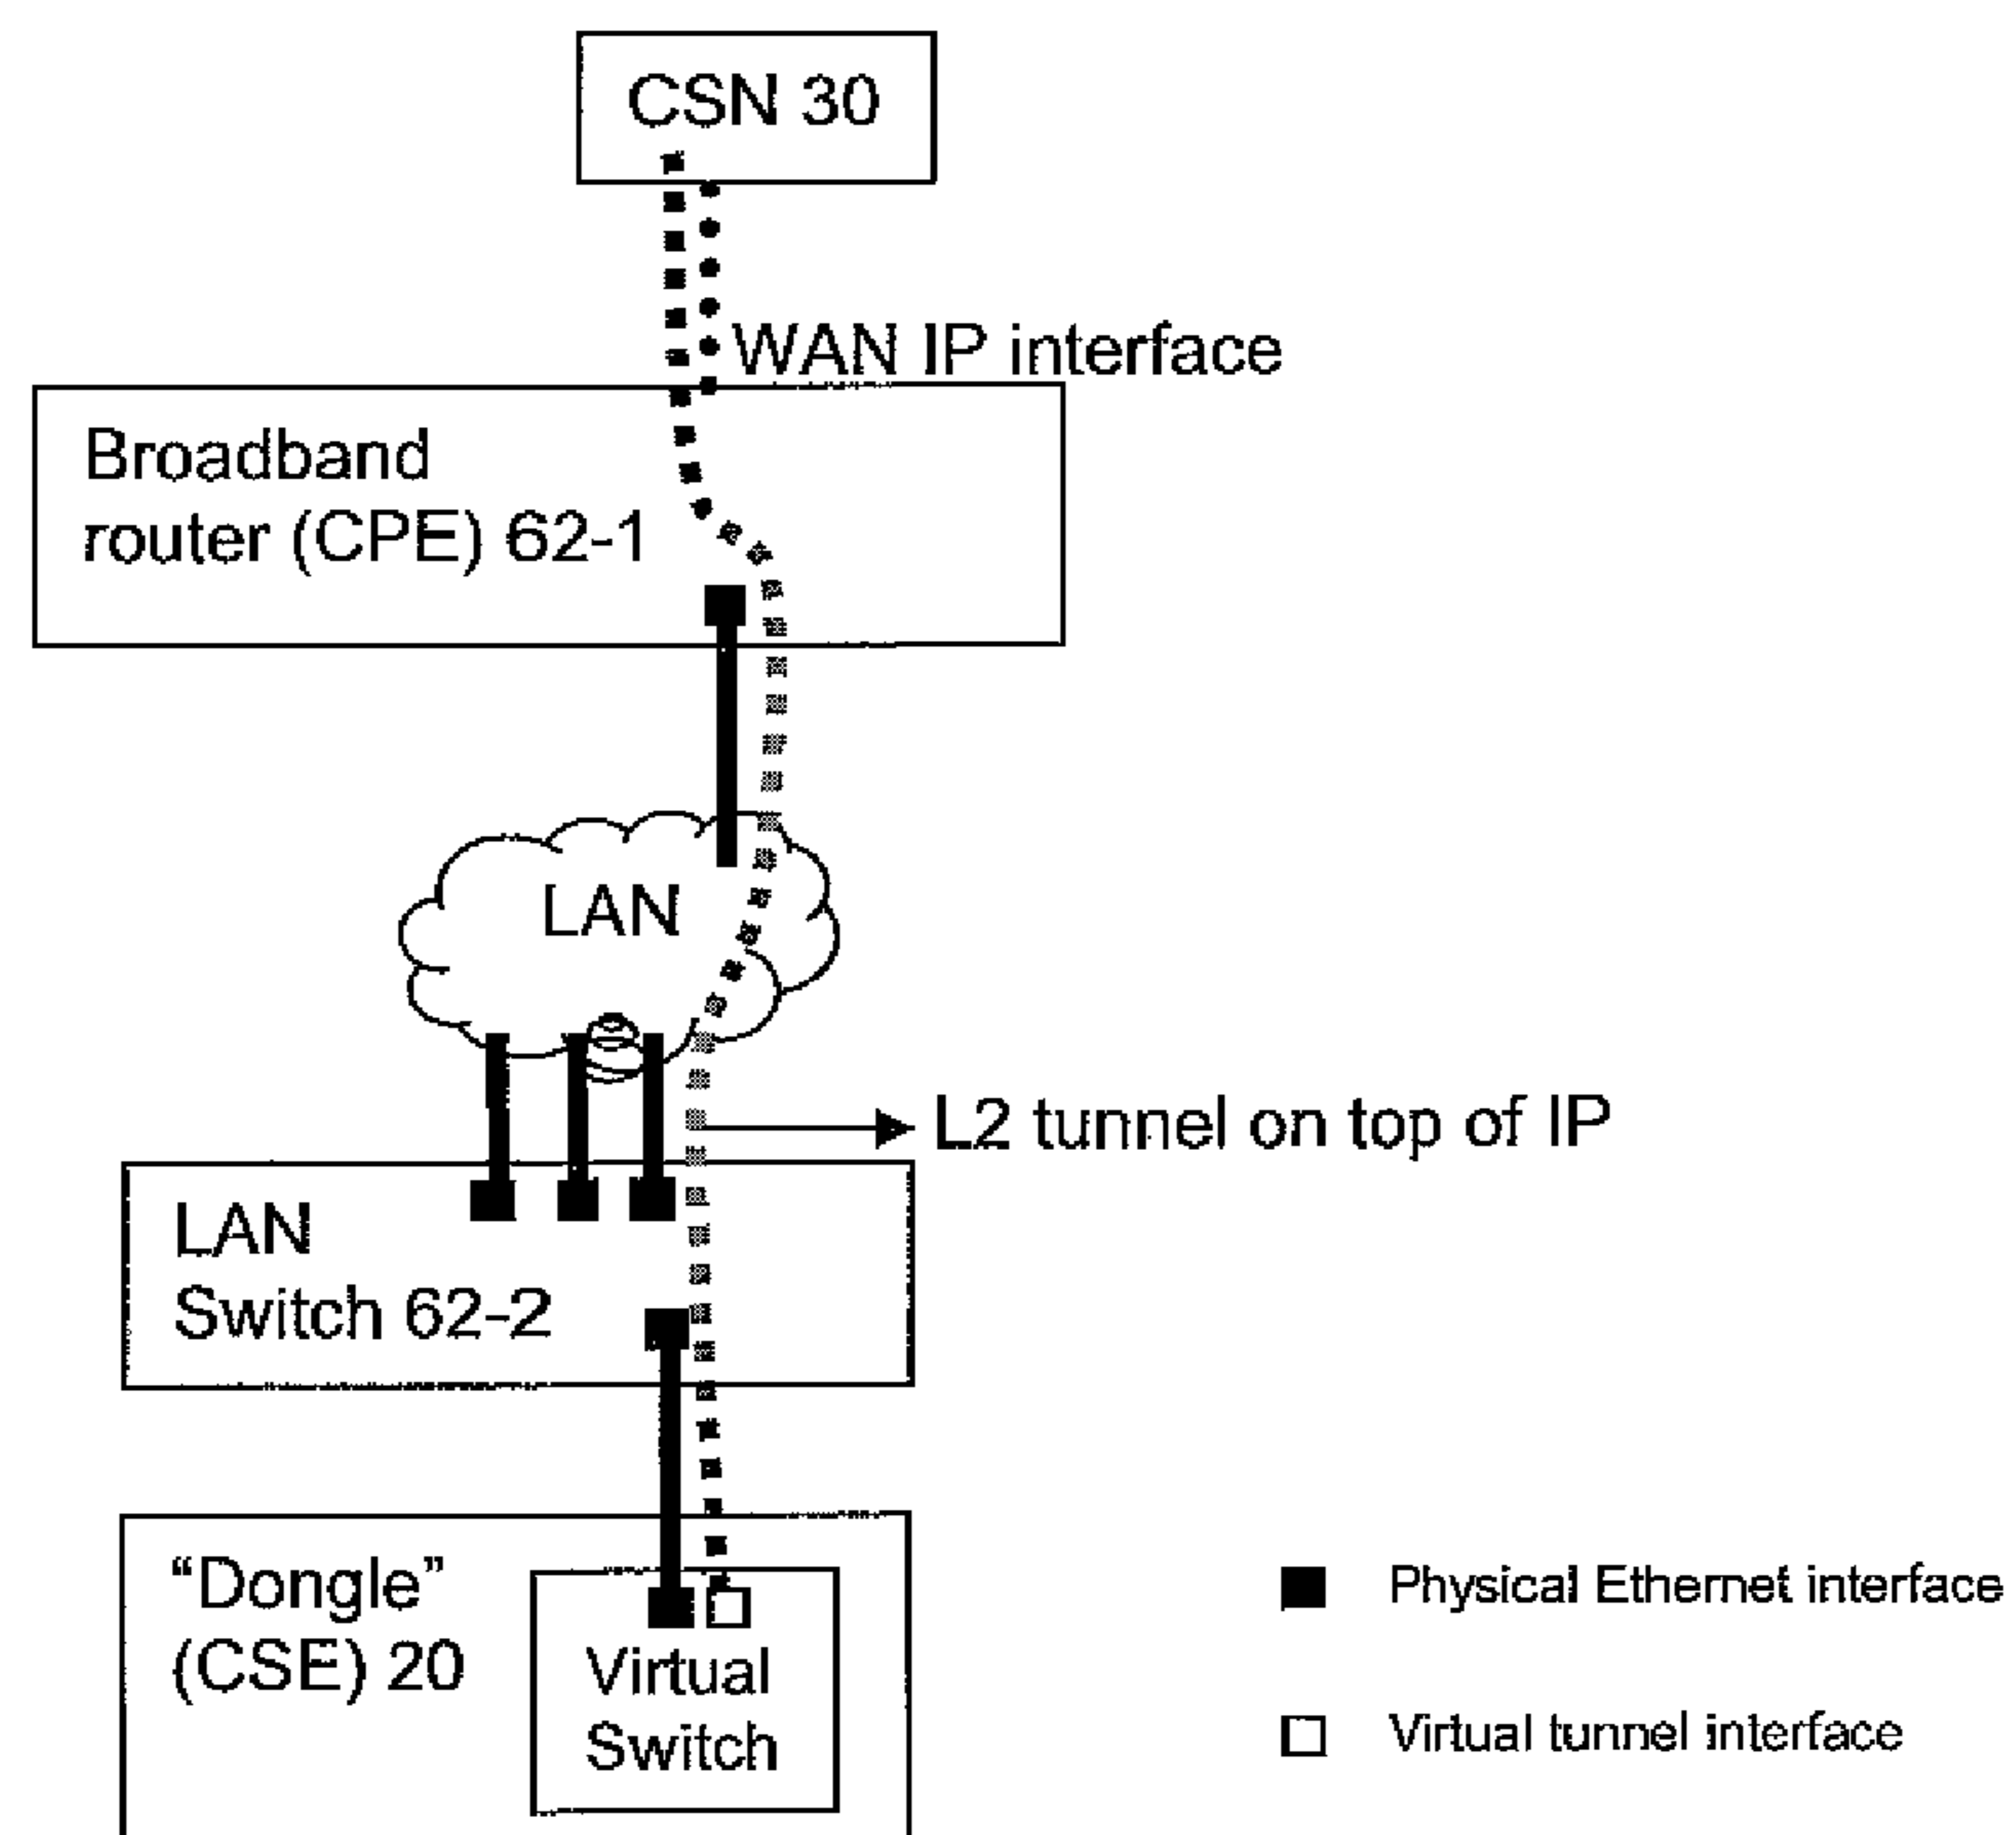 CSN 30
WAN IP interface
Broadband
router (CPE) 62-1
LAN
L2 tunnel on top of IP
LAN
Switch 62-2
“Dongle”
(CSE) 20
Virtual
Switch
Physical Ethernet interface
Virtual tunnel interface